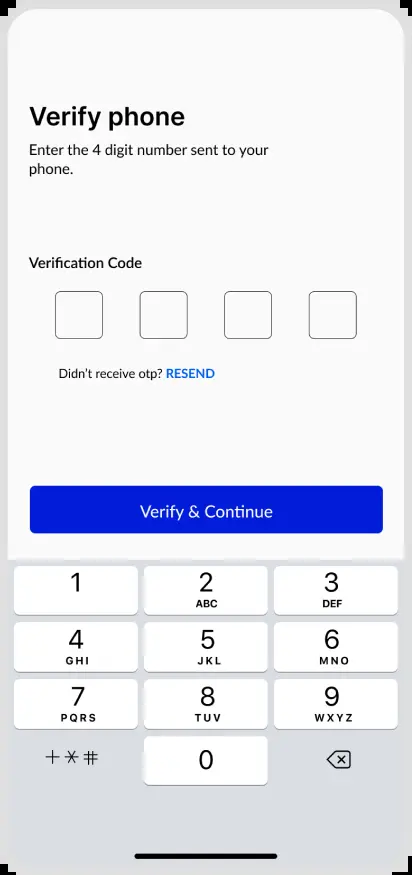 Verify phone
Enter the 4 digit number sent to your
phone.
Verification Code
Didn't receive otp? RESEND
Verify & Continue
1 2 3
ABC DEF
4 5 6
GHI JKL MNO
7 8 9
PQRS TUV WXYZ
+*# 0